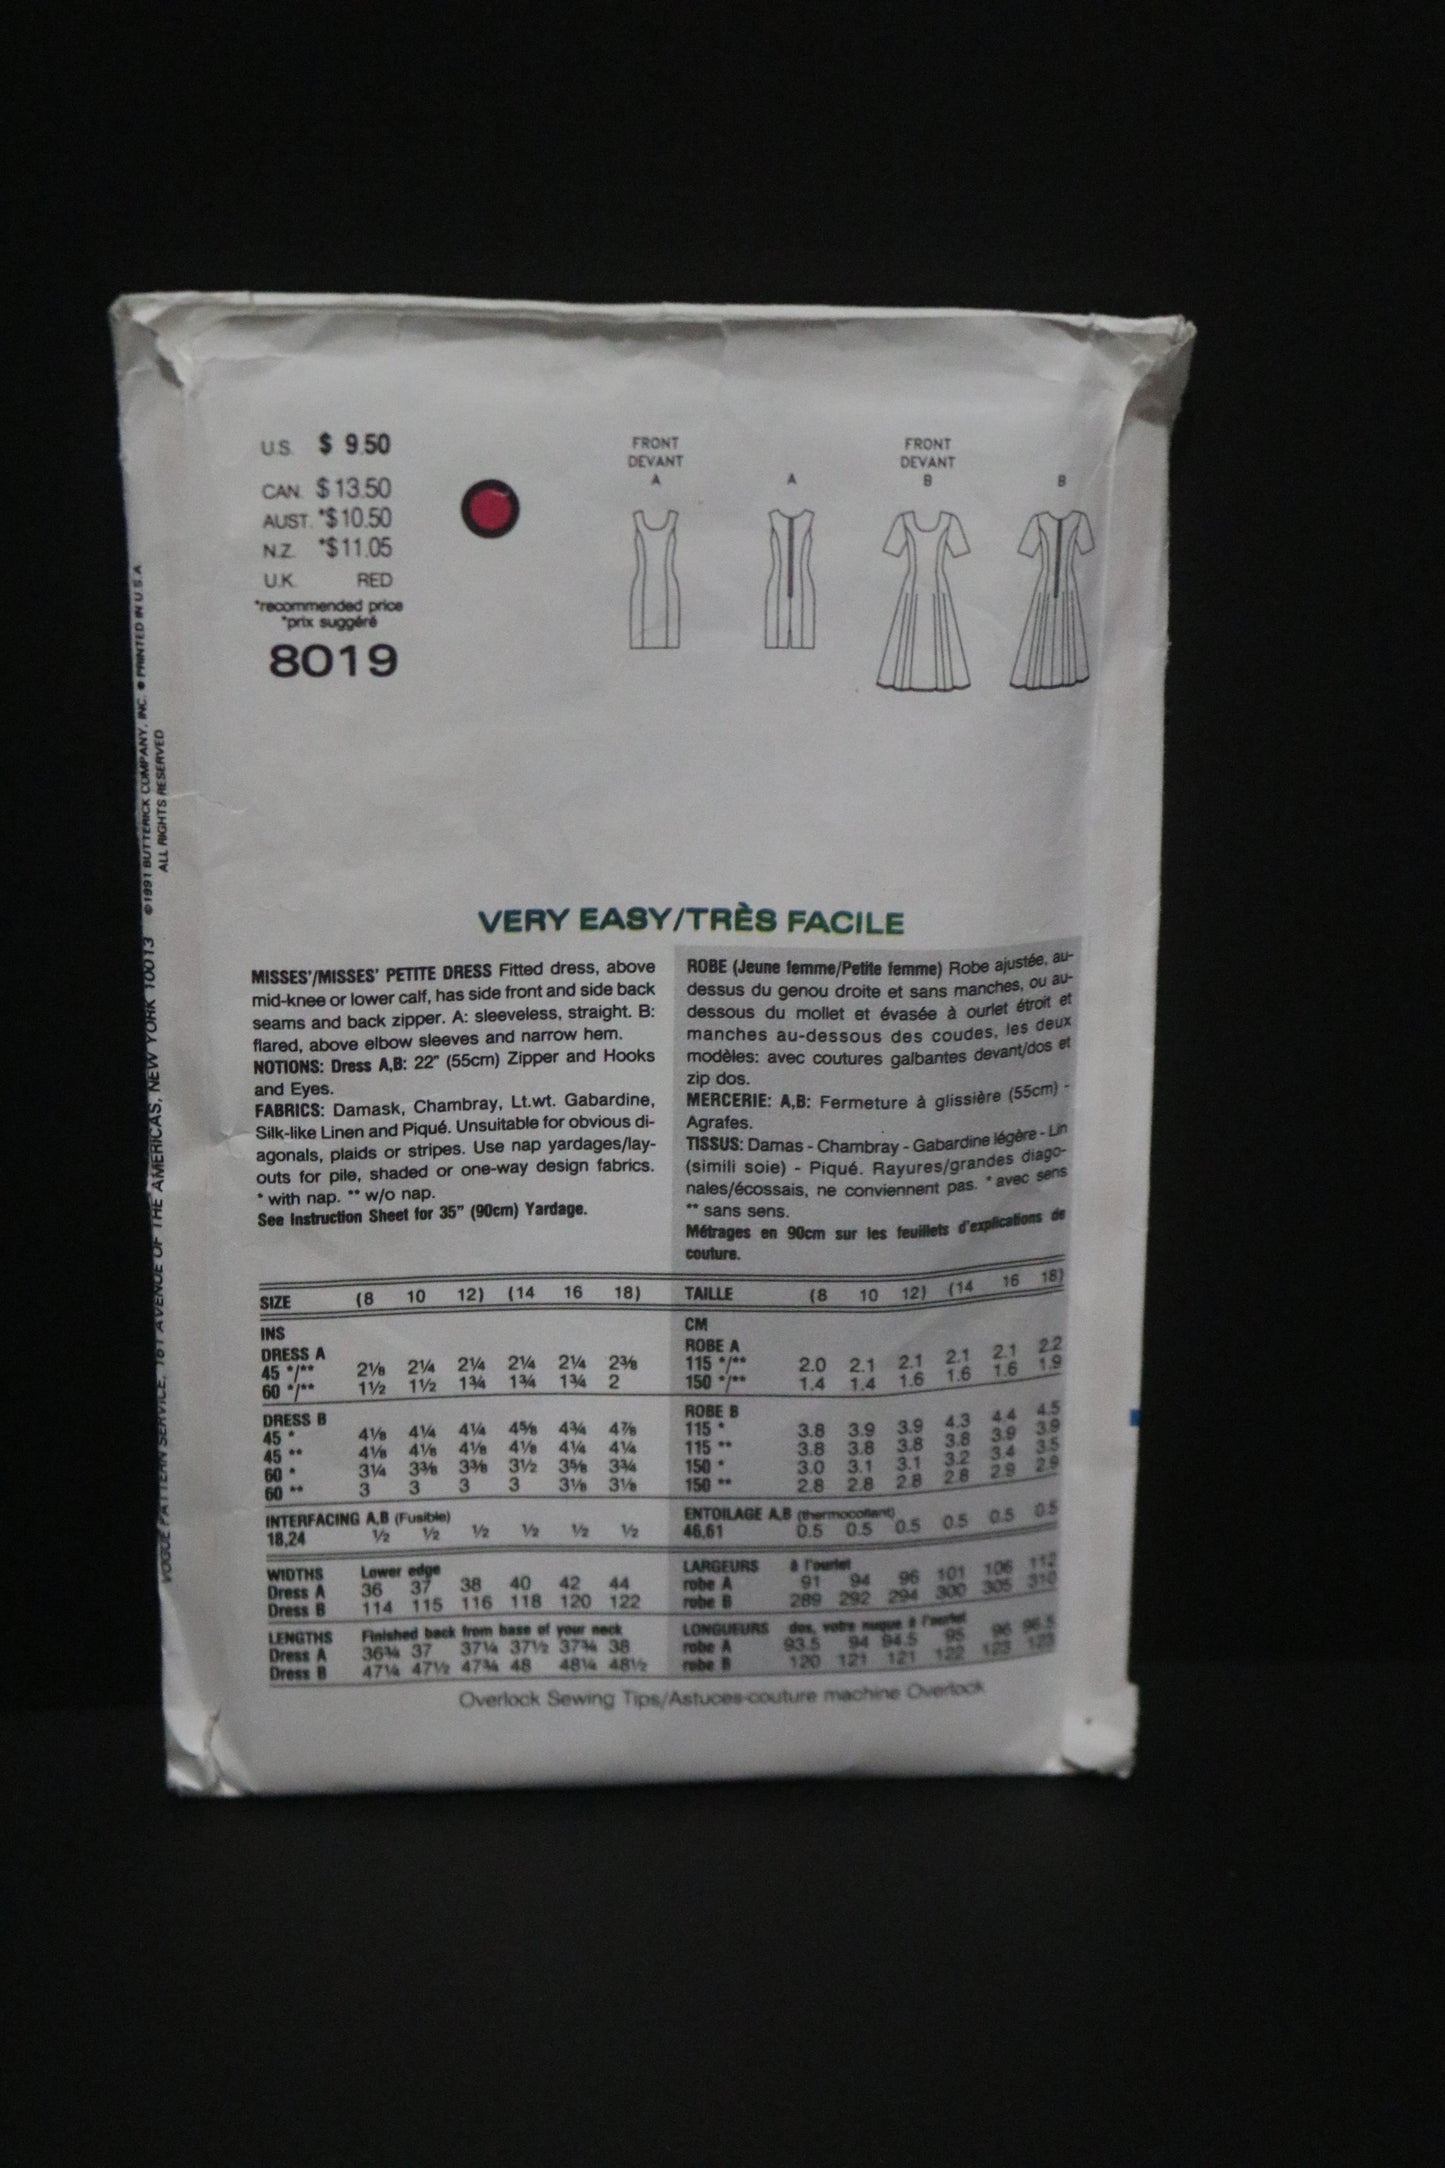 U.S. $ 9.50
CAN. $ 13.50
AUST. *$10.50
N.Z. *$11.05
U.K. RED
*recommended price
*prix suggéré
8019
FRONT
DEVANT
A
A
FRONT
DEVANT
B
B
VERY EASY/TRÈS FACILE
MISSES'/MISSES' PETITE DRESS Fitted dress, above
mid-knee or lower calf, has side front and side back
seams and back zipper. A: sleeveless, straight. B:
flared, above elbow sleeves and narrow hem.
NOTIONS: Dress A,B: 22" (55cm) Zipper and Hooks
and Eyes.
FABRICS: Damask, Chambray, Lt.wt. Gabardine,
Silk-like Linen and Piqué. Unsuitable for obvious di-
agonals, plaids or stripes. Use nap yardages/lay-
outs for pile, shaded or one-way design fabrics.
* with nap. ** w/o nap.
See Instruction Sheet for 35" (90cm) Yardage.
ROBE (Jeune femme/Petite femme) Robe ajustée, au-
dessus du genou droite et sans manches, ou au-
dessous du mollet et évasée à ourlet étroit et
manches au-dessous des coudes, les deux
modèles: avec coutures galbantes devant/dos et
zip dos.
MERCERIE: A,B: Fermeture à glissière (55cm) -
Agrafes.
TISSUS: Damas - Chambray - Gabardine légère - Lin
(simili soie) - Piqué. Rayures/grandes diago-
nales/écossais, ne conviennent pas. * avec sens
** sans sens.
Métrages en 90cm sur les feuillets d'explications de
couture.
SIZE (8 10 12) (14 16 18)
INS
DRESS A
45 */** 2⅛ 2¼ 2¼ 2¼ 2¼ 2⅜
60 */** 1½ 1½ 1¾ 1¾ 1¾ 2
DRESS B
45 * 4⅛ 4¼ 4¼ 4⅝ 4¾ 4⅞
45 ** 4⅛ 4⅛ 4⅛ 4⅛ 4¼ 4¼
60 * 3¼ 3⅜ 3⅜ 3½ 3⅝ 3¾
60 ** 3 3 3 3 3⅛ 3⅛
INTERFACING A,B (Fusible)
18,24 ½ ½ ½ ½ ½ ½
WIDTHS Lower edge
Dress A 36 37 38 40 42 44
Dress B 114 115 116 118 120 122
LENGTHS Finished back from base of your neck
Dress A 36¾ 37 37¼ 37½ 37¾ 38
Dress B 47¼ 47½ 47¾ 48 48¼ 48½
TAILLE (8 10 12) (14 16 18)
CM
ROBE A
115 */** 2.0 2.1 2.1 2.1 2.1 2.2
150 */** 1.4 1.4 1.6 1.6 1.6 1.9
ROBE B
115 * 3.8 3.9 3.9 4.3 4.4 4.5
115 ** 3.8 3.8 3.8 3.8 3.9 3.9
150 * 3.0 3.1 3.1 3.2 3.4 3.5
150 ** 2.8 2.8 2.8 2.8 2.9 2.9
ENTOILAGE A,B (thermocollant)
46,61 0.5 0.5 0.5 0.5 0.5 0.5
LARGEURS à l'ourlet
robe A 91 94 96 101 106 112
robe B 289 292 294 300 305 310
LONGUEURS dos, votre nuque à l'ourlet
robe A 93.5 94 94.5 95 96 96.5
robe B 120 121 121 122 123 123
Overlock Sewing Tips/Astuces-couture machine Overlock
VOGUE PATTERN SERVICE, 161 AVENUE OF THE AMERICAS, NEW YORK 10013 ©1991 BUTTERICK COMPANY, INC. ● PRINTED IN U.S.A
ALL RIGHTS RESERVED